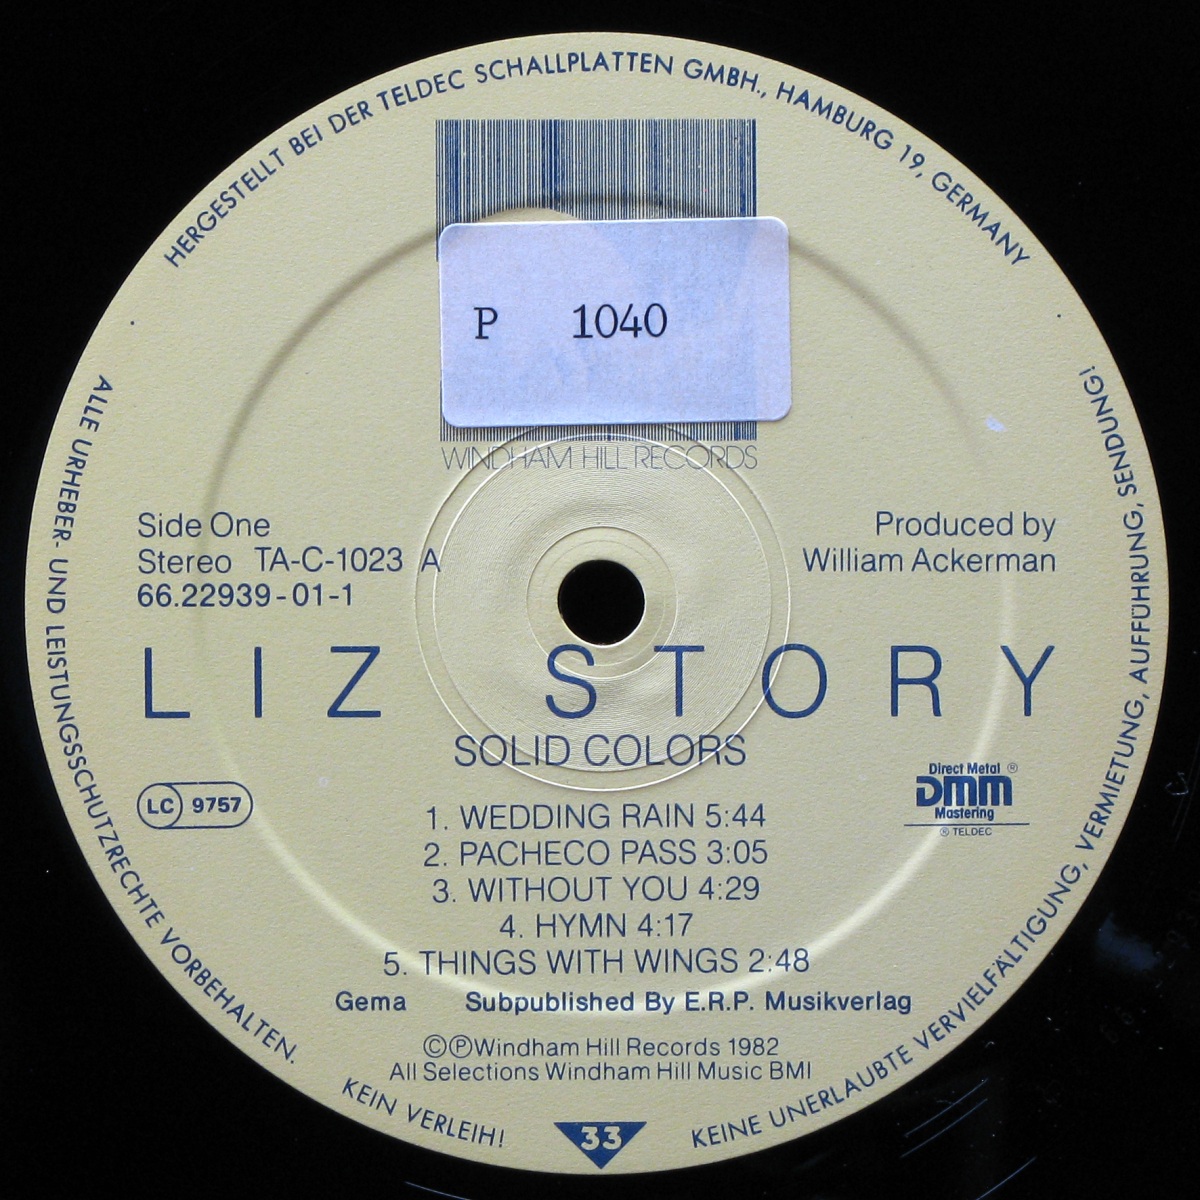 HERGESTELLT BEI DER TELDEC SCHALLPLATTEN GMBH., HAMBURG 19, GERMANY
P 1040
WINDHAM HILL RECORDS
Side One
Stereo TA-C-1023 A
66.22939-01-1
Produced by
William Ackerman
LIZ STORY
SOLID COLORS
LC 9757
Direct Metal ®
DMM
Mastering
® TELDEC
1. WEDDING RAIN 5:44
2. PACHECO PASS 3:05
3. WITHOUT YOU 4:29
4. HYMN 4:17
5. THINGS WITH WINGS 2:48
Gema Subpublished By E.R.P. Musikverlag
©℗Windham Hill Records 1982
All Selections Windham Hill Music BMI
33
ALLE URHEBER- UND LEISTUNGSSCHUTZRECHTE VORBEHALTEN.
KEIN VERLEIH!
KEINE UNERLAUBTE VERVIELFÄLTIGUNG, VERMIETUNG, AUFFÜHRUNG, SENDUNG!